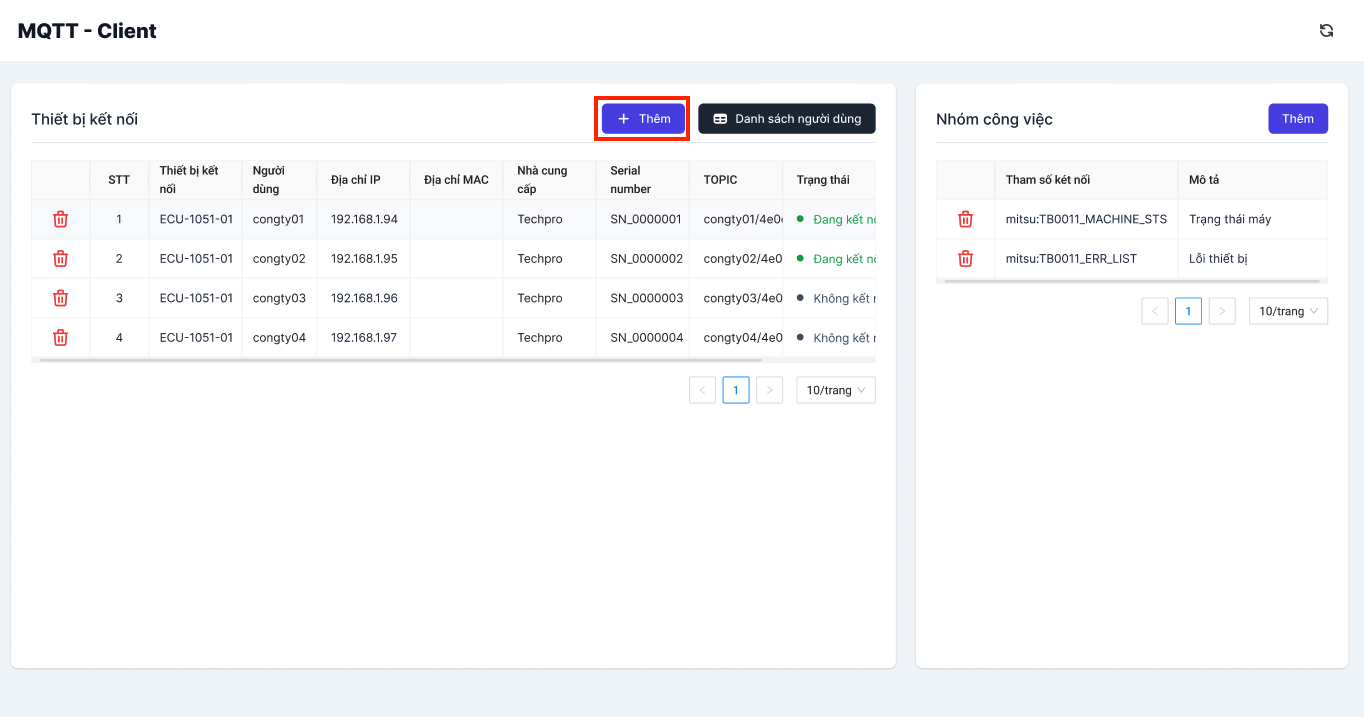 MQTT - Client
Thiết bị kết nối
Thêm
Danh sách người dùng
STT Thiết bị kết nối Người dùng Địa chỉ IP Địa chỉ MAC Nhà cung cấp Serial number TOPIC Trạng thái
1 ECU-1051-01 congty01 192.168.1.94 Techpro SN_0000001 congty01/4e0 Đang kết nố
2 ECU-1051-01 congty02 192.168.1.95 Techpro SN_0000002 congty02/4e0 Đang kết nố
3 ECU-1051-01 congty03 192.168.1.96 Techpro SN_0000003 congty03/4e0 Không kết n
4 ECU-1051-01 congty04 192.168.1.97 Techpro SN_0000004 congty04/4e0 Không kết n
< 1 > 10/trang
Nhóm công việc
Thêm
Tham số két nối Mô tả
mitsu:TB0011_MACHINE_STS Trạng thái máy
mitsu:TB0011_ERR_LIST Lỗi thiết bị
< 1 > 10/trang